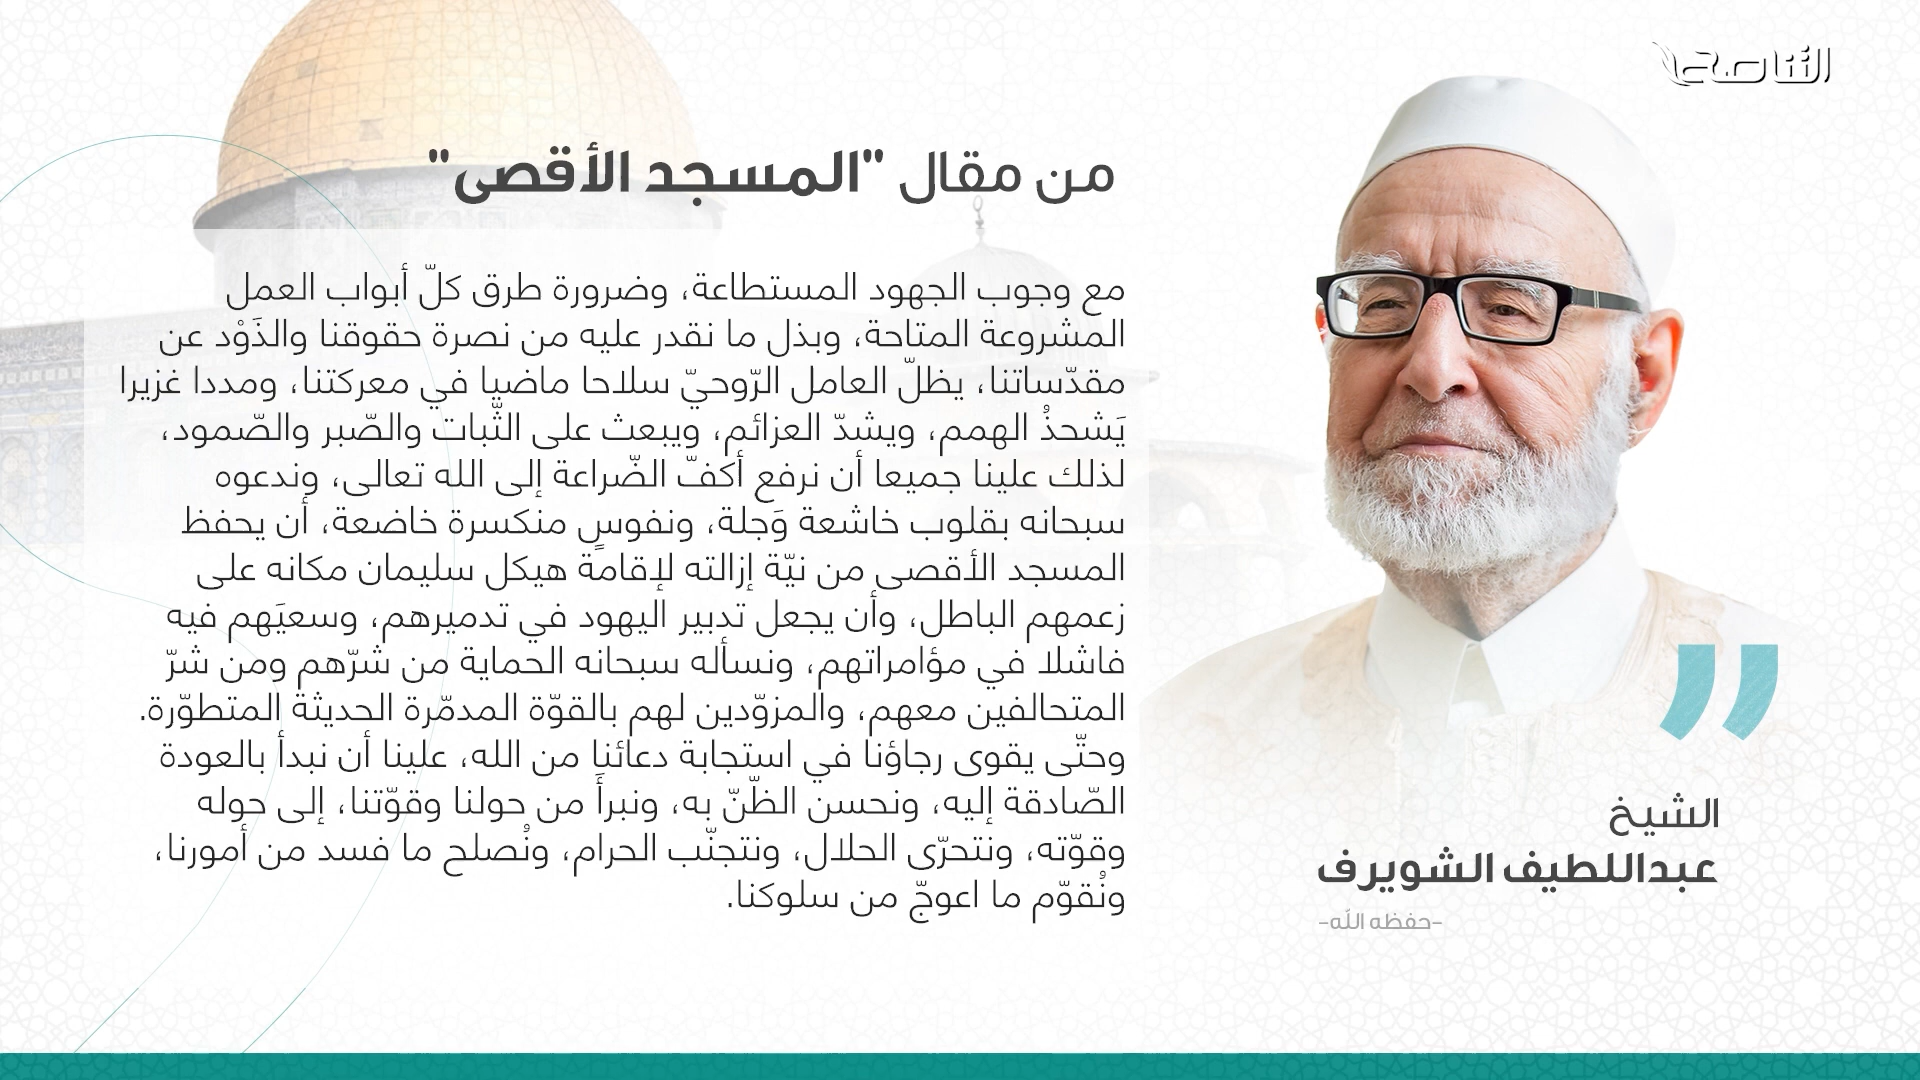 الناصح
من مقال "المسجد الأقصى"
مع وجوب الجهود المستطاعة، وضرورة طرق كلّ أبواب العمل
المشروعة المتاحة، وبذل ما نقدر عليه من نصرة حقوقنا والذَوْد عن
مقدّساتنا، يظلّ العامل الرّوحيّ سلاحا ماضيا في معركتنا، ومددا غزيرا
يَشحذُ الهمم، ويشدّ العزائم، ويبعث على الثّبات والصّبر والصّمود،
لذلك علينا جميعا أن نرفع أكفّ الضّراعة إلى الله تعالى، وندعوه
سبحانه بقلوب خاشعة وَجلة، ونفوسٍ منكسرة خاضعة، أن يحفظ
المسجد الأقصى من نيّة إزالته لإقامة هيكل سليمان مكانه على
زعمهم الباطل، وأن يجعل تدبير اليهود في تدميرهم، وسعيَهم فيه
فاشلا في مؤامراتهم، ونسأله سبحانه الحماية من شرّهم ومن شرّ
المتحالفين معهم، والمزوّدين لهم بالقوّة المدمّرة الحديثة المتطوّرة.
وحتّى يقوى رجاؤنا في استجابة دعائنا من الله، علينا أن نبدأ بالعودة
الصّادقة إليه، ونحسن الظّنّ به، ونبرأَ من حولنا وقوّتنا، إلى حوله
وقوّته، ونتحرّى الحلال، ونتجنّب الحرام، ونُصلح ما فسد من أمورنا،
ونُقوّم ما اعوجّ من سلوكنا.
الشيخ
عبداللطيف الشويرف
-حفظه الله-